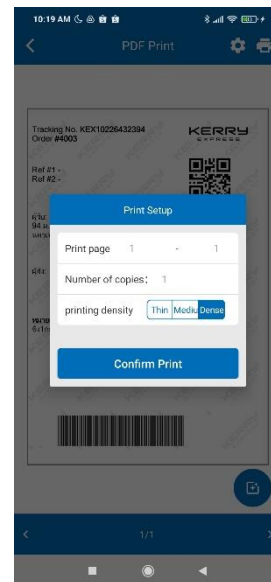 10:19 AM
PDF Print
Tracking No. KEX10226432394
Order #4003
KERRY
EXPRESS
Ref #1 -
Ref #2 -
Print Setup
Print page 1 - 1
Number of copies: 1
printing density Thin Mediu Dense
Confirm Print
1/1